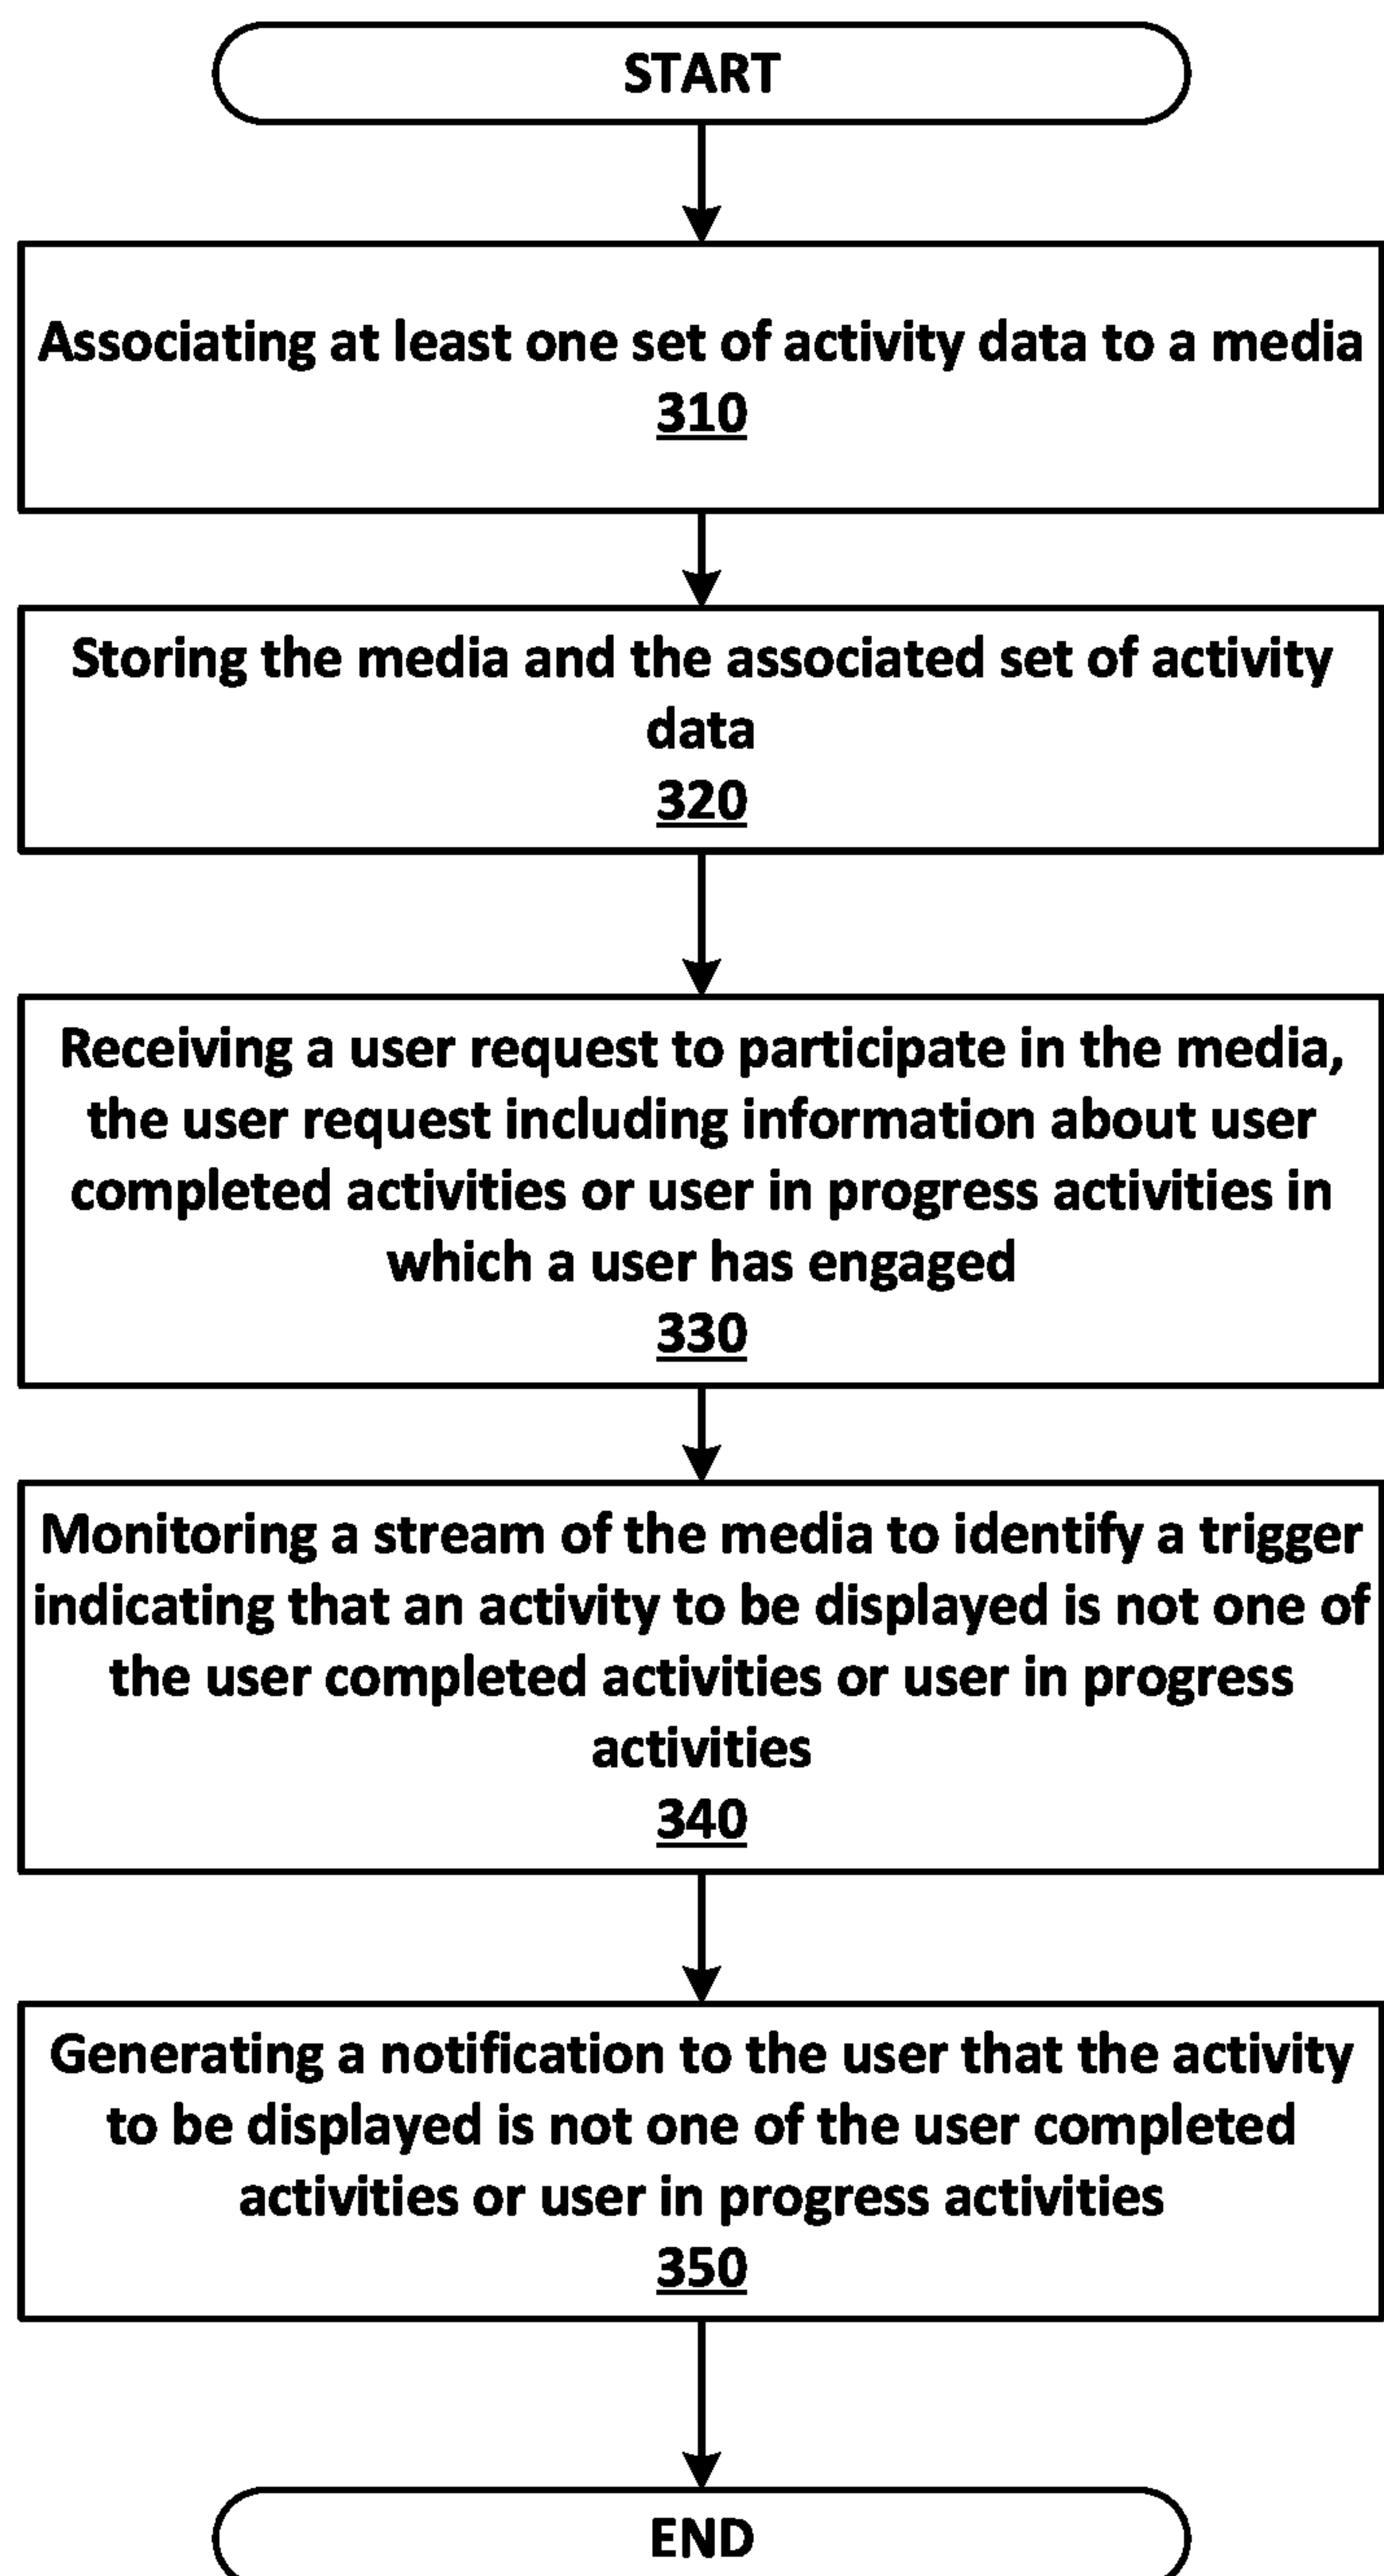 START
Associating at least one set of activity data to a media
310
Storing the media and the associated set of activity
data
320
Receiving a user request to participate in the media,
the user request including information about user
completed activities or user in progress activities in
which a user has engaged
330
Monitoring a stream of the media to identify a trigger
indicating that an activity to be displayed is not one of
the user completed activities or user in progress
activities
340
Generating a notification to the user that the activity
to be displayed is not one of the user completed
activities or user in progress activities
350
END